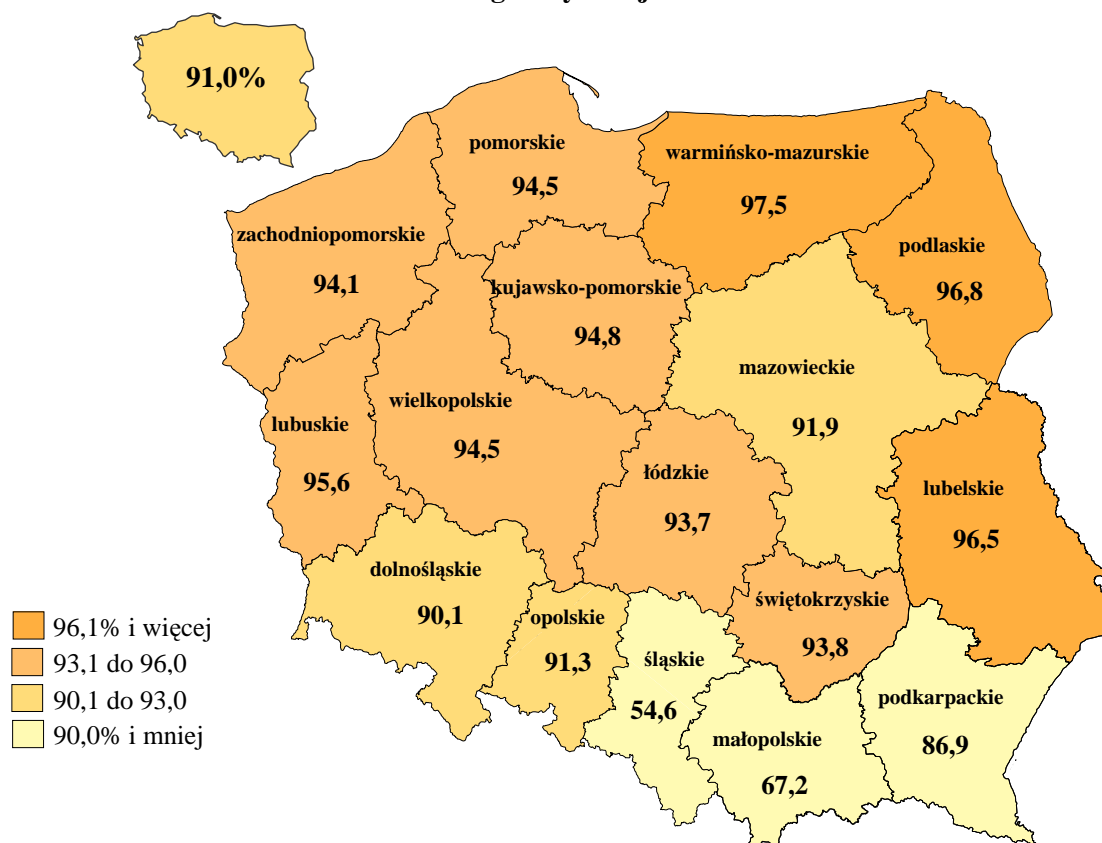 91,0%
pomorskie
94,5
warmińsko-mazurskie
97,5
zachodniopomorskie
94,1
podlaskie
96,8
kujawsko-pomorskie
94,8
mazowieckie
91,9
wielkopolskie
94,5
lubuskie
95,6
łódzkie
93,7
lubelskie
96,5
dolnośląskie
90,1
opolskie
91,3
świętokrzyskie
93,8
śląskie
54,6
podkarpackie
86,9
małopolskie
67,2
96,1% i więcej
93,1 do 96,0
90,1 do 93,0
90,0% i mniej